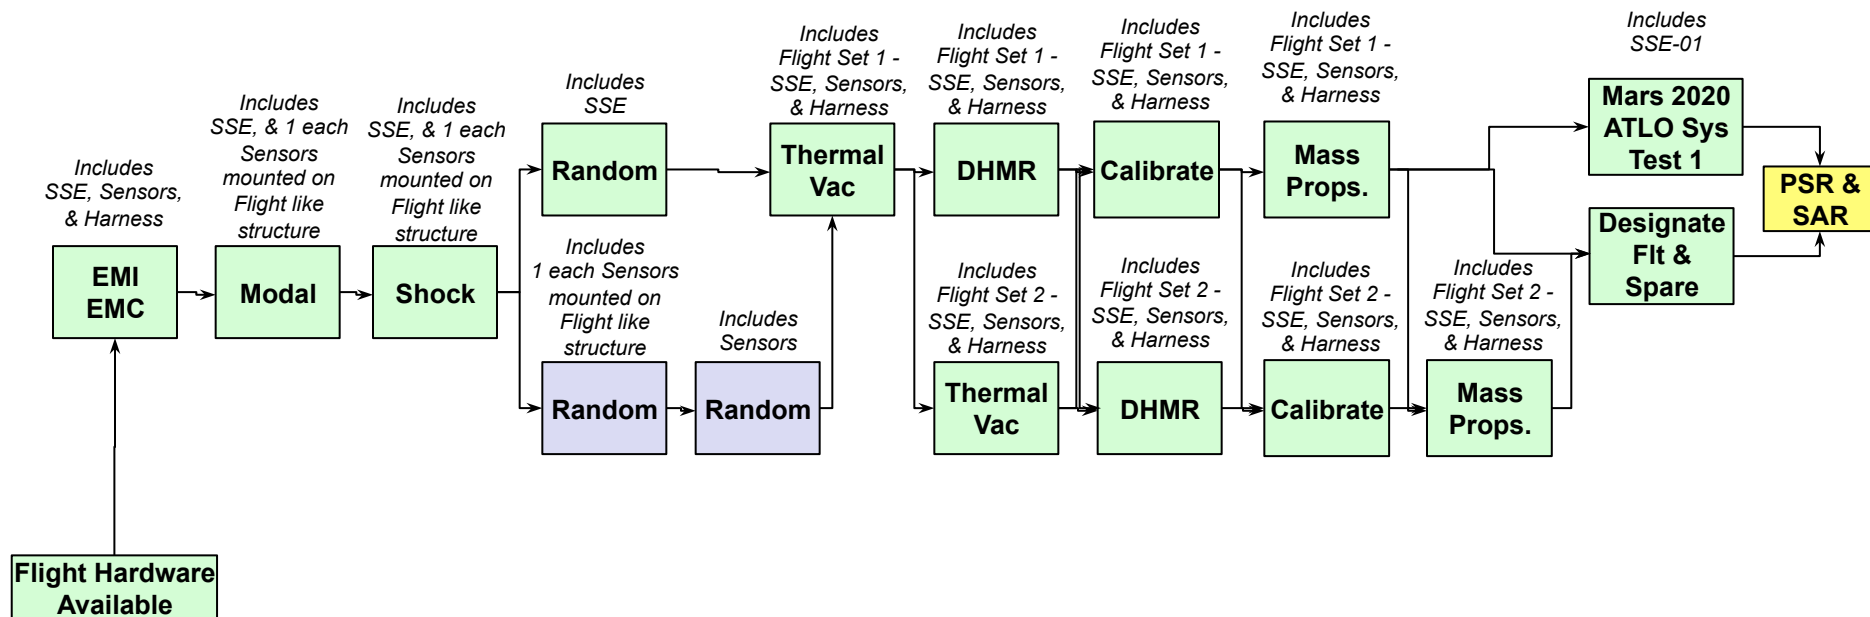 Includes
SSE, Sensors,
& Harness
EMI
EMC
Flight Hardware
Available
Includes
SSE, & 1 each
Sensors
mounted on
Flight like
structure
Modal
Includes
SSE, & 1 each
Sensors
mounted on
Flight like
structure
Shock
Includes
SSE
Random
Includes
1 each Sensors
mounted on
Flight like
structure
Random
Includes
Sensors
Random
Includes
Flight Set 1 -
SSE, Sensors,
& Harness
Thermal
Vac
Includes
Flight Set 1 -
SSE, Sensors,
& Harness
DHMR
Includes
Flight Set 1 -
SSE, Sensors,
& Harness
Calibrate
Includes
Flight Set 1 -
SSE, Sensors,
& Harness
Mass
Props.
Includes
Flight Set 2 -
SSE, Sensors,
& Harness
Thermal
Vac
Includes
Flight Set 2 -
SSE, Sensors,
& Harness
DHMR
Includes
Flight Set 2 -
SSE, Sensors,
& Harness
Calibrate
Includes
Flight Set 2 -
SSE, Sensors,
& Harness
Mass
Props.
Includes
SSE-01
Mars 2020
ATLO Sys
Test 1
Designate
Flt &
Spare
PSR &
SAR